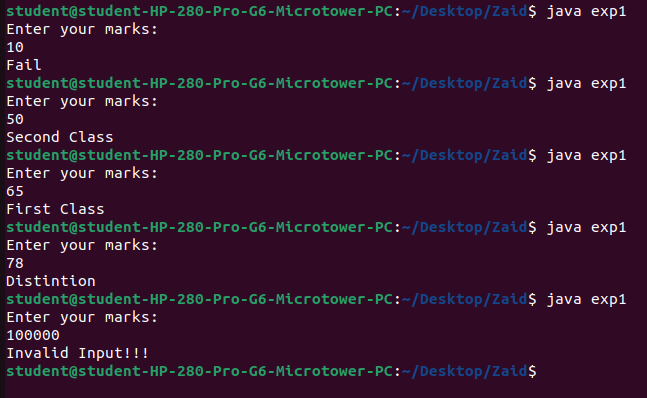 student@student-HP-280-Pro-G6-Microtower-PC:~/Desktop/Zaid$ java exp1
Enter your marks:
10
Fail
student@student-HP-280-Pro-G6-Microtower-PC:~/Desktop/Zaid$ java exp1
Enter your marks:
50
Second Class
student@student-HP-280-Pro-G6-Microtower-PC:~/Desktop/Zaid$ java exp1
Enter your marks:
65
First Class
student@student-HP-280-Pro-G6-Microtower-PC:~/Desktop/Zaid$ java exp1
Enter your marks:
78
Distintion
student@student-HP-280-Pro-G6-Microtower-PC:~/Desktop/Zaid$ java exp1
Enter your marks:
100000
Invalid Input!!!
student@student-HP-280-Pro-G6-Microtower-PC:~/Desktop/Zaid$